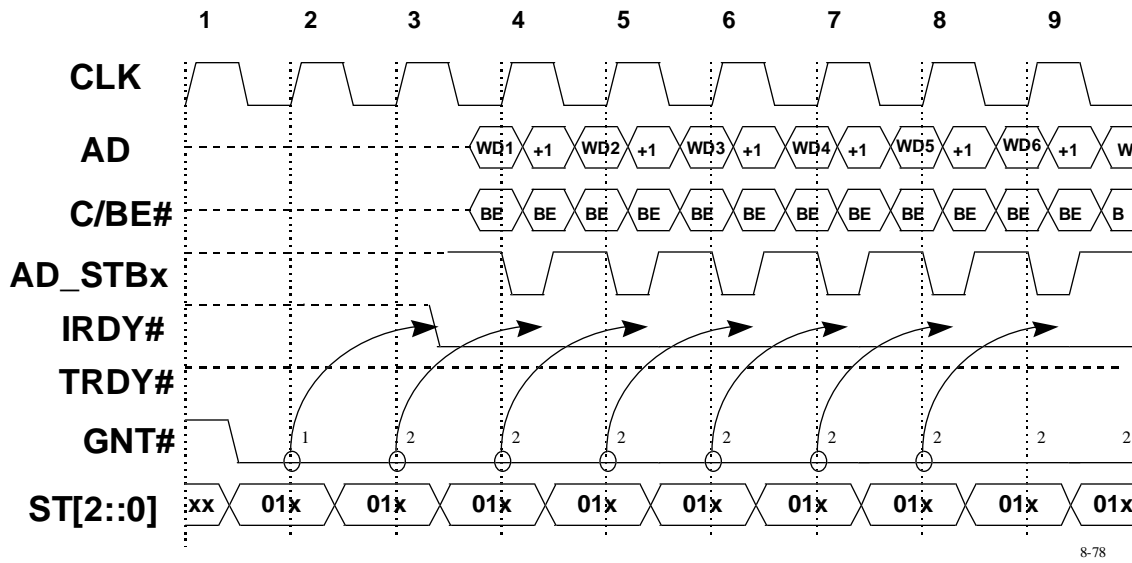 1 2 3 4 5 6 7 8 9
CLK
AD WD1 +1 WD2 +1 WD3 +1 WD4 +1 WD5 +1 WD6 +1 W
C/BE# BE BE BE BE BE BE BE BE BE BE BE BE B
AD_STBx
IRDY#
TRDY#
GNT# 1 2 2 2 2 2 2 2 2
ST[2::0] xx 01x 01x 01x 01x 01x 01x 01x 01x 01x
8-78